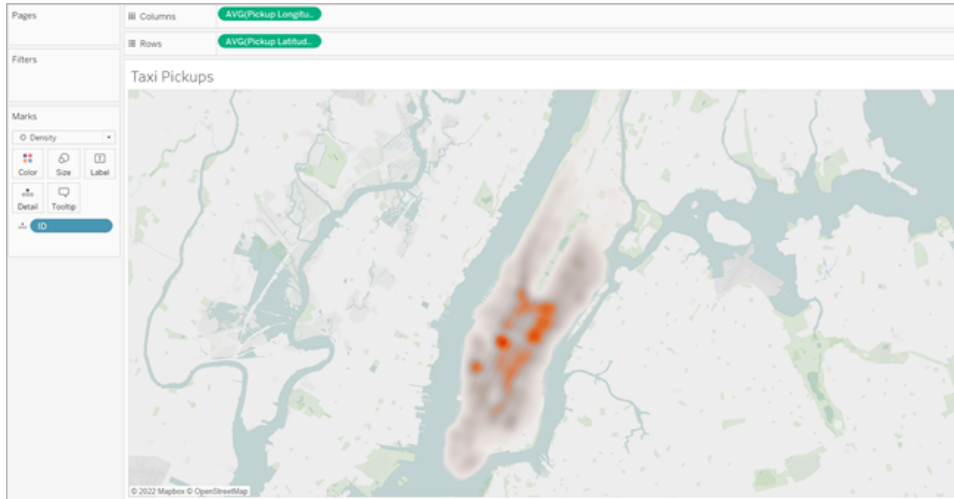 Pages
Columns
AVG(Pickup Longitu..
Rows
AVG(Pickup Latitud..
Filters
Taxi Pickups
Marks
Density
Color
Size
Label
Detail
Tooltip
ID
© 2022 Mapbox © OpenStreetMap